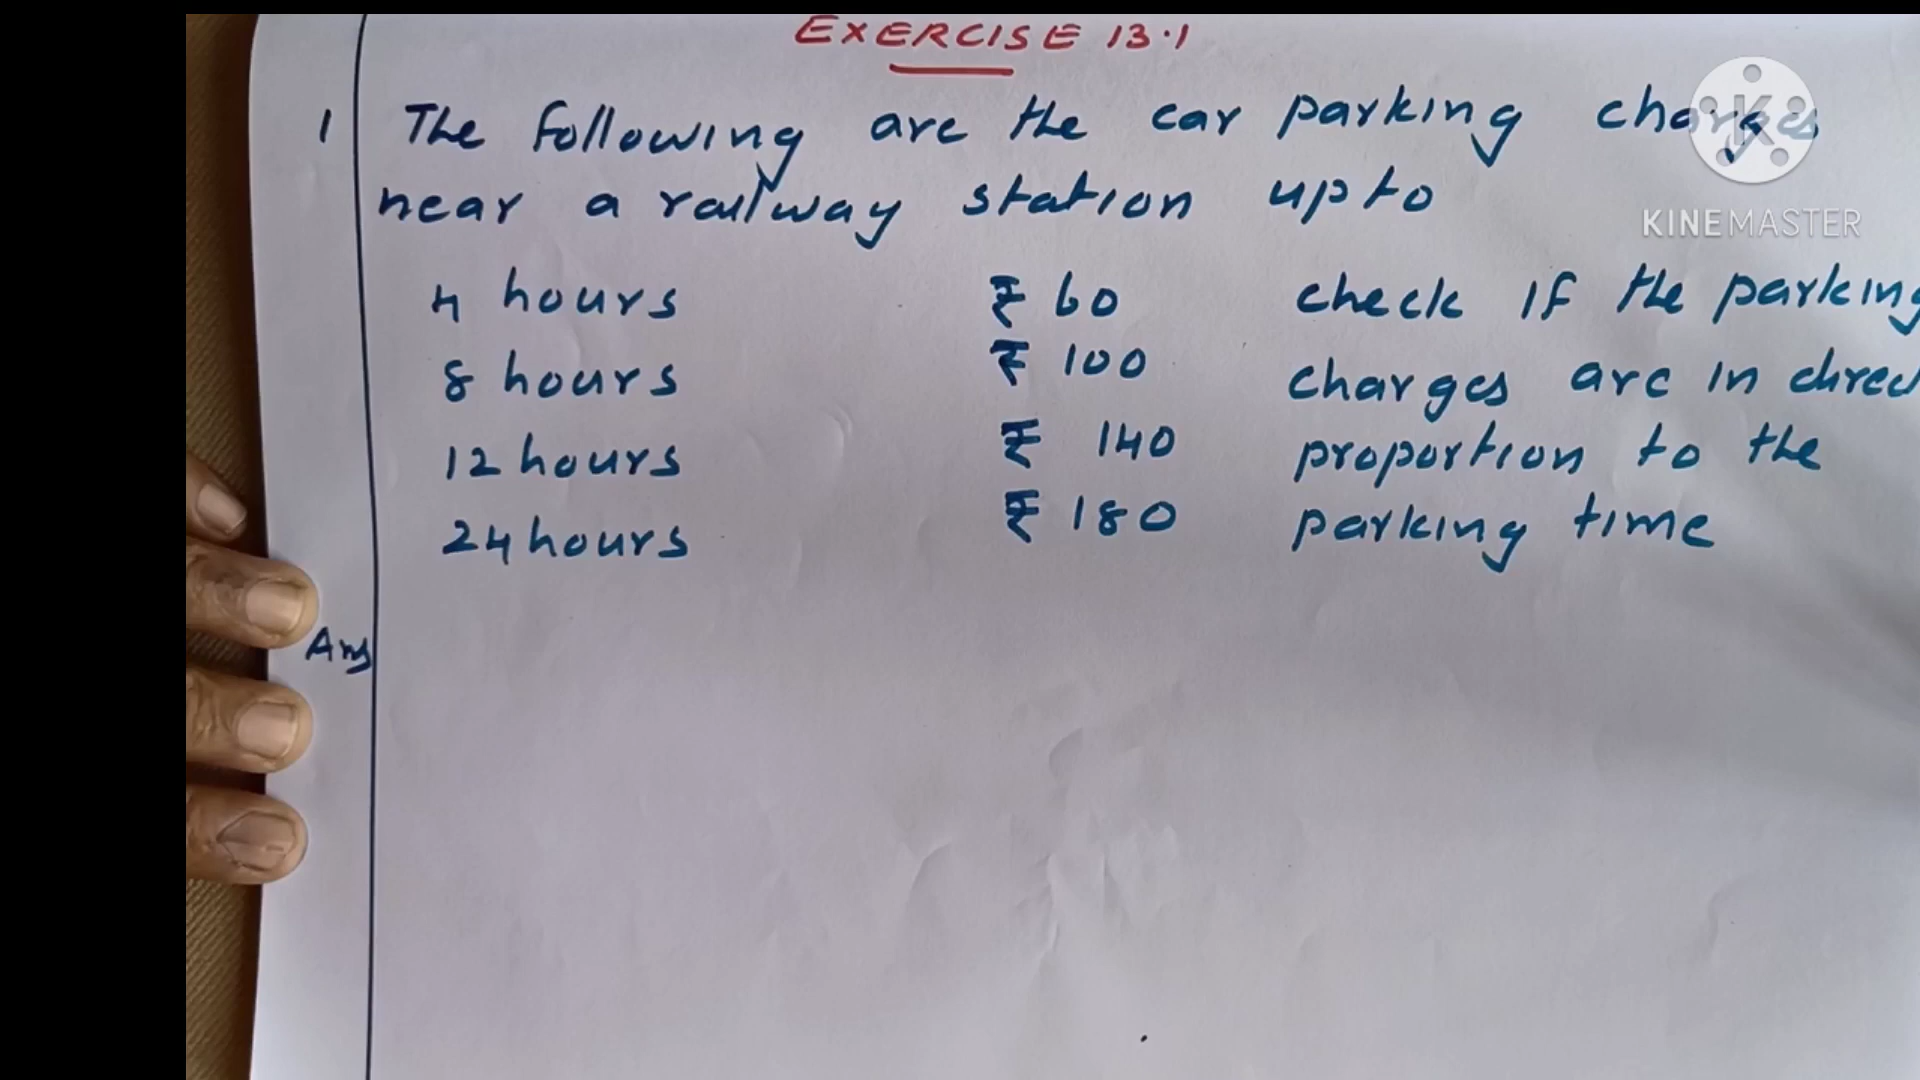 EXERCISE 13.1
1 The following are the car parking charges
near a railway station upto
4 hours ₹ 60 check if the parking
8 hours ₹ 100 charges are in direct
12 hours ₹ 140 proportion to the
24 hours ₹ 180 parking time
Ans
KINEMASTER